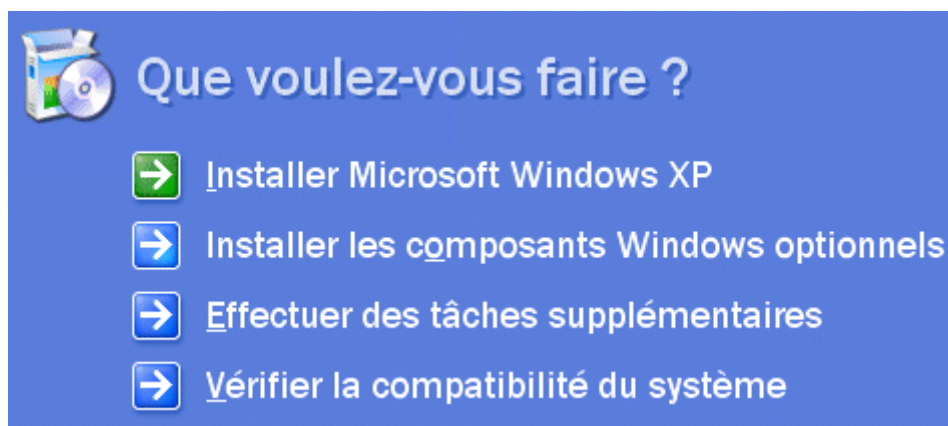 Que voulez-vous faire ?
Installer Microsoft Windows XP
Installer les composants Windows optionnels
Effectuer des tâches supplémentaires
Vérifier la compatibilité du système